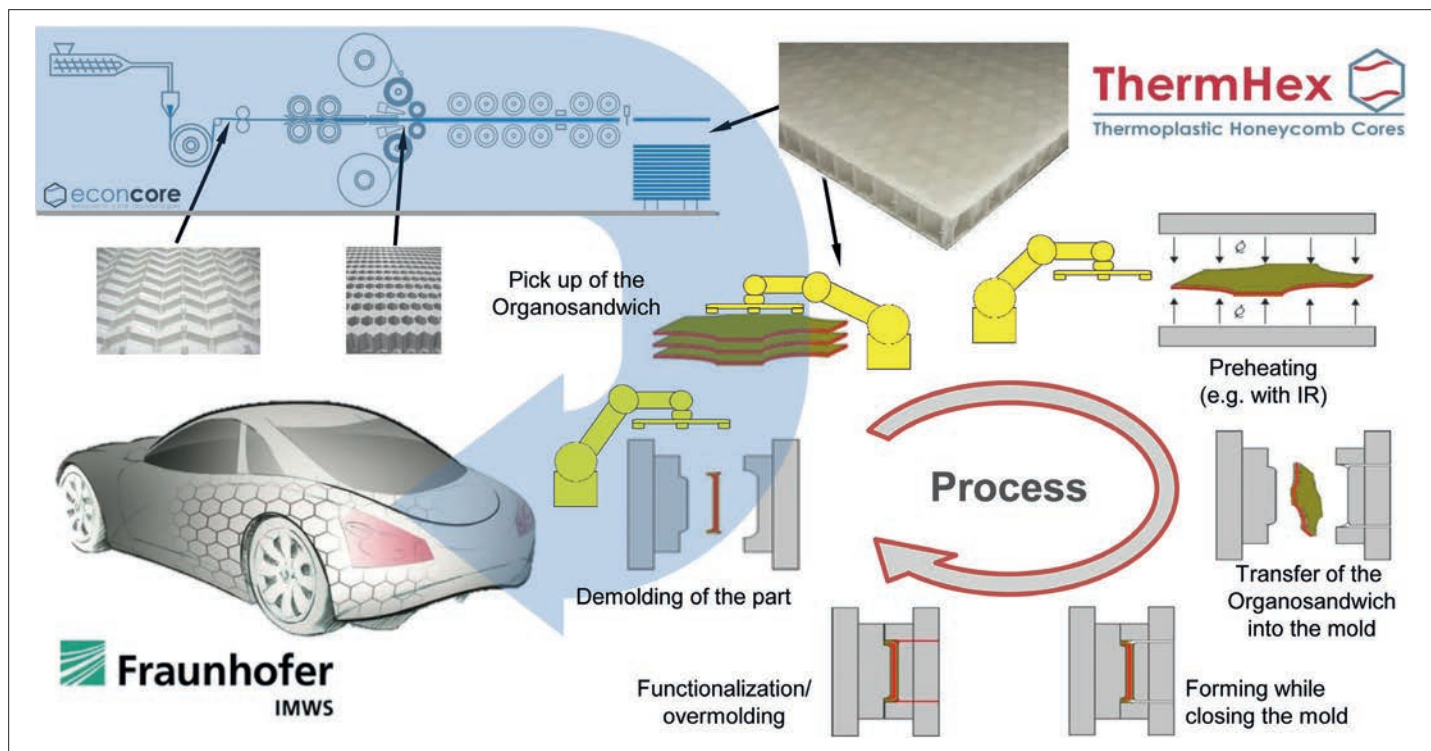 ThermHex
Thermoplastic Honeycomb Cores
econcore
Pick up of the
Organosandwich
Preheating
(e.g. with IR)
Process
Transfer of the
Organosandwich
into the mold
Demolding of the part
Functionalization/
overmolding
Forming while
closing the mold
Fraunhofer
IMWS